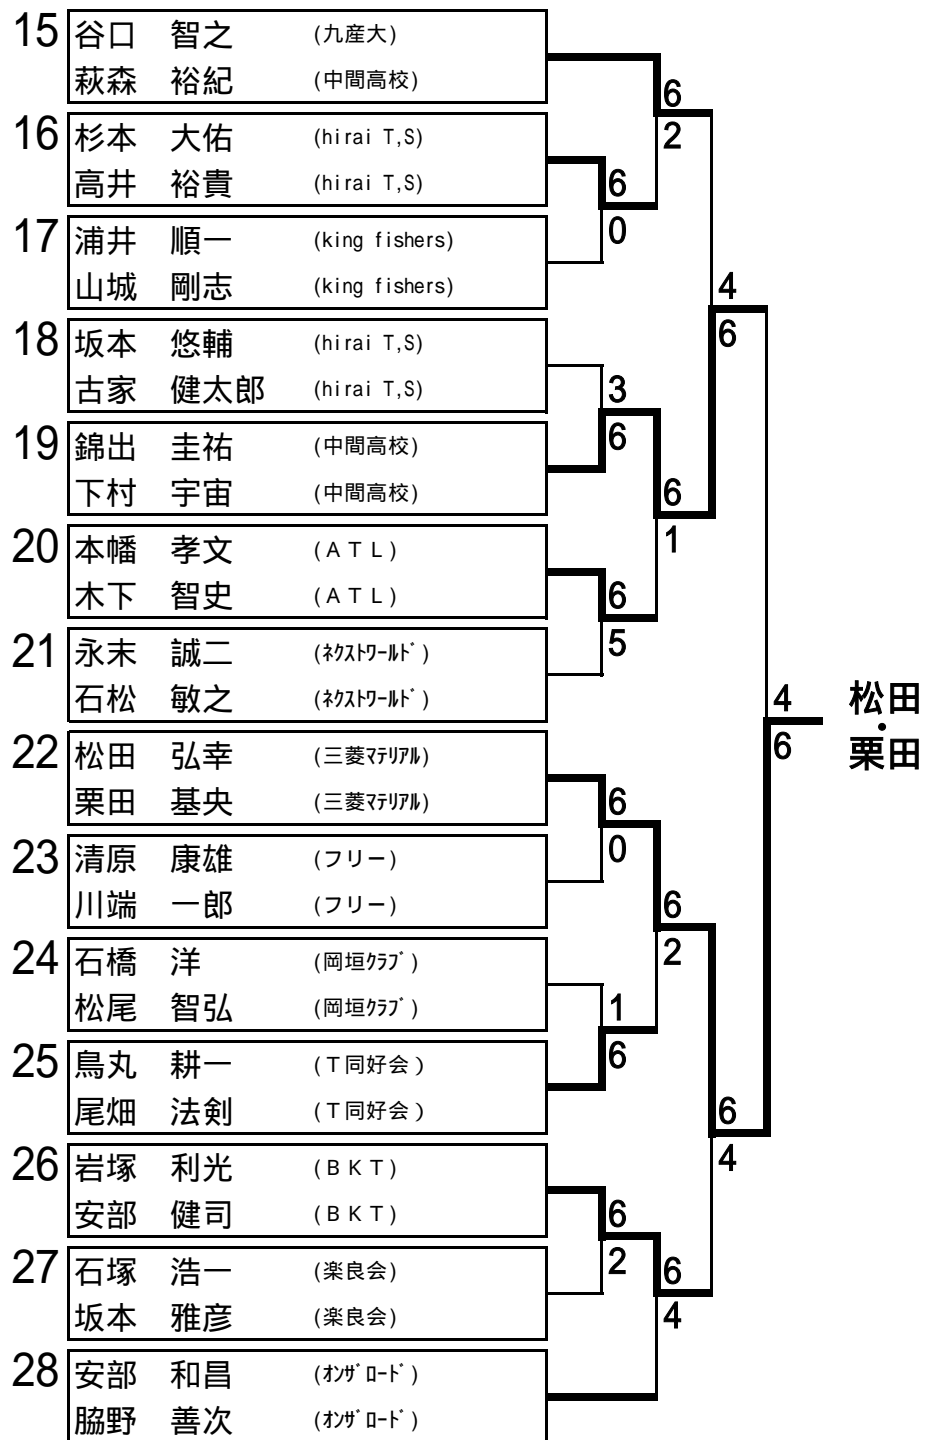 15 谷口 智之 (九産大)
萩森 裕紀 (中間高校)
6
16 杉本 大佑 (hirai T,S)
2
高井 裕貴 (hirai T,S)
6
17 浦井 順一 (king fishers)
0
山城 剛志 (king fishers)
4
18 坂本 悠輔 (hirai T,S)
6
古家 健太郎 (hirai T,S)
3
19 錦出 圭祐 (中間高校)
6
下村 宇宙 (中間高校)
6
20 本幡 孝文 (ATL)
1
木下 智史 (ATL)
6
21 永末 誠二 (ネクストワールド)
5
石松 敏之 (ネクストワールド)
4
松田
・
栗田
22 松田 弘幸 (三菱マテリアル)
6
栗田 基央 (三菱マテリアル)
6
23 清原 康雄 (フリー)
0
川端 一郎 (フリー)
6
24 石橋 洋 (岡垣クラブ)
2
松尾 智弘 (岡垣クラブ)
1
25 鳥丸 耕一 (T同好会)
6
尾畑 法剣 (T同好会)
6
26 岩塚 利光 (BKT)
4
安部 健司 (BKT)
6
27 石塚 浩一 (楽良会)
2
6
坂本 雅彦 (楽良会)
4
28 安部 和昌 (オンザロード)
脇野 善次 (オンザロード)